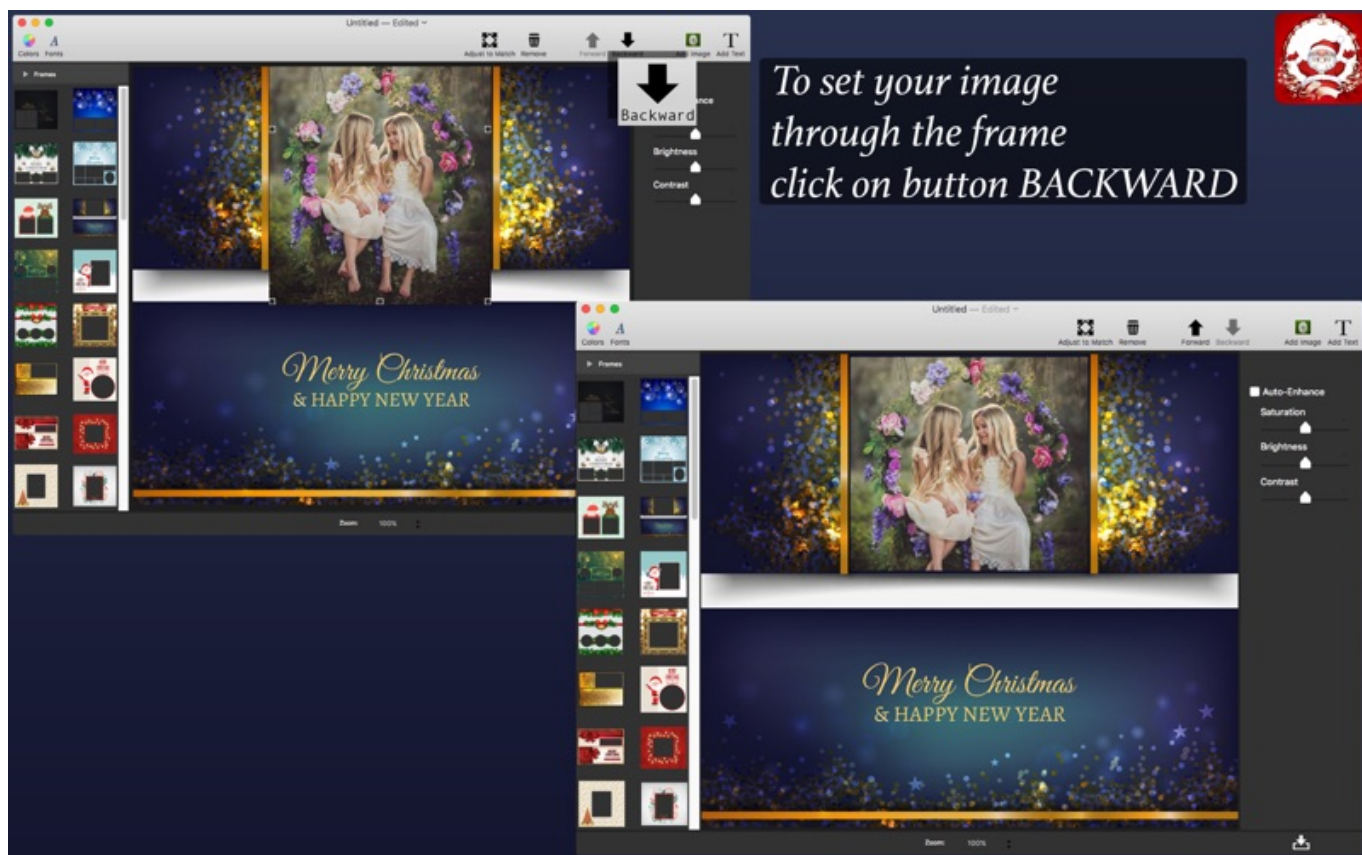 Untitled — Edited
Colors Fonts
Adjust to Match Remove
Forward
Add Text
Frames
Backward
Brightness
Contrast
Merry Christmas
& HAPPY NEW YEAR
Zoom: 100%
To set your image
through the frame
click on button BACKWARD
Untitled — Edited
Colors Fonts
Adjust to Match Remove Forward Backward Add Image Add Text
Frames
Auto-Enhance
Saturation
Brightness
Contrast
Merry Christmas
& HAPPY NEW YEAR
Zoom: 100%